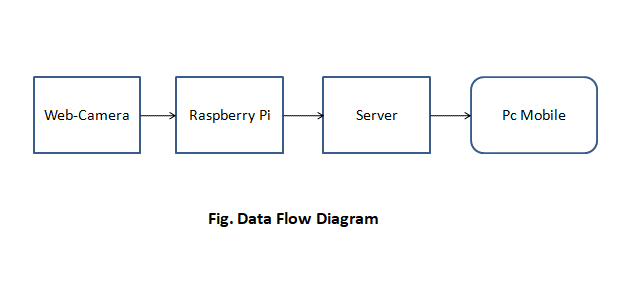 Web-Camera
Raspberry Pi
Server
Pc Mobile
Fig. Data Flow Diagram